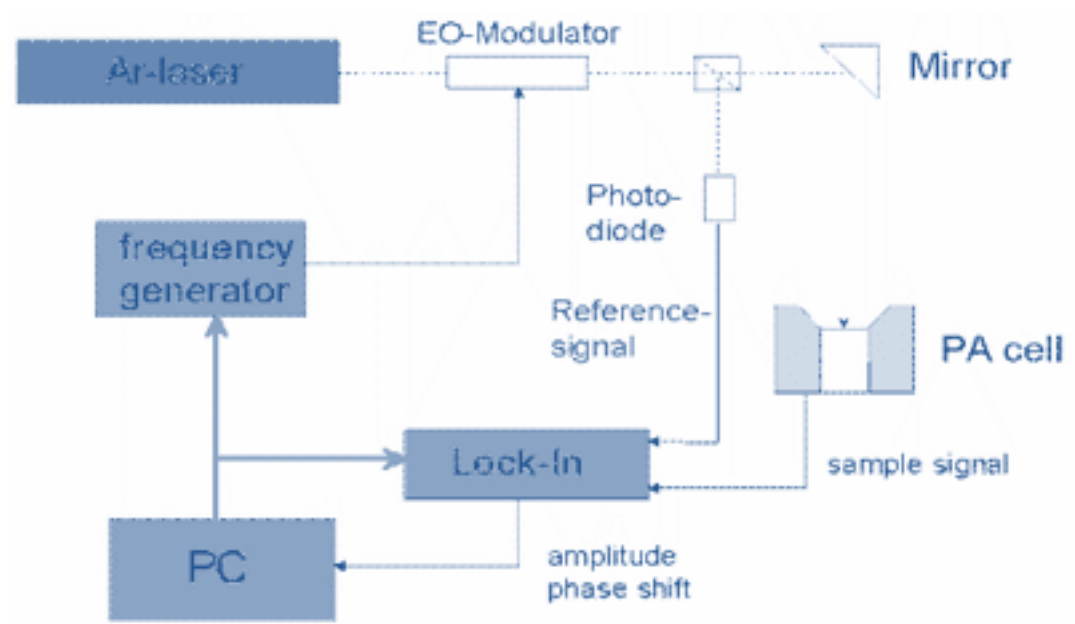 EO-Modulator
Ar-laser
Mirror
Photo-
diode
frequency
generator
Reference-
signal
PA cell
Lock-In
sample signal
PC
amplitude
phase shift